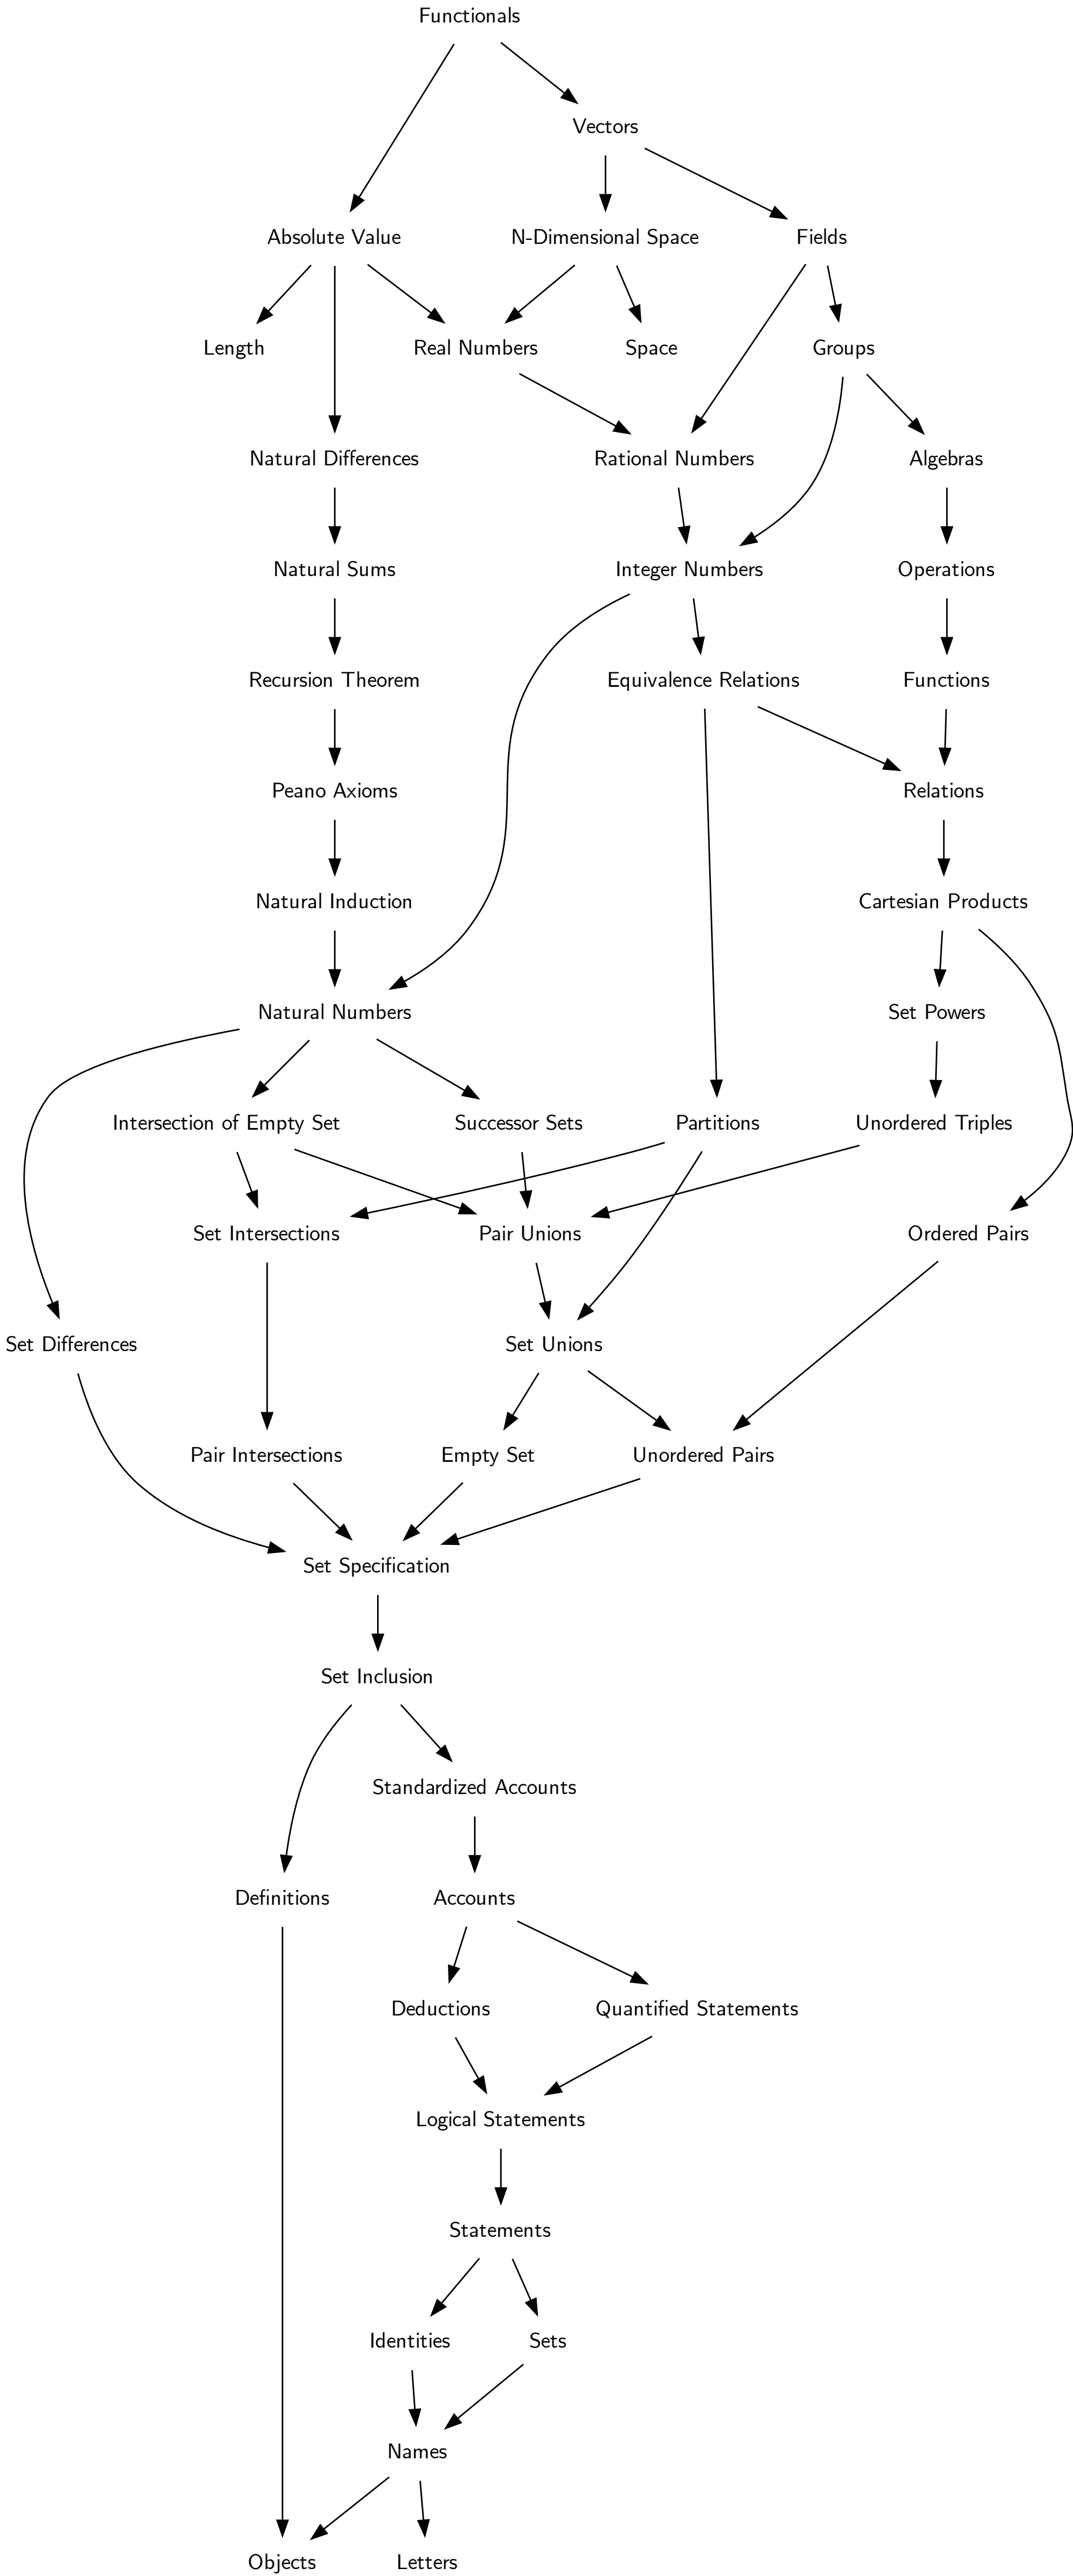 Functionals
Vectors
Absolute Value
N-Dimensional Space
Fields
Length
Real Numbers
Space
Groups
Natural Differences
Rational Numbers
Algebras
Natural Sums
Integer Numbers
Operations
Recursion Theorem
Equivalence Relations
Functions
Peano Axioms
Relations
Natural Induction
Cartesian Products
Natural Numbers
Set Powers
Intersection of Empty Set
Successor Sets
Partitions
Unordered Triples
Set Intersections
Pair Unions
Ordered Pairs
Set Differences
Set Unions
Pair Intersections
Empty Set
Unordered Pairs
Set Specification
Set Inclusion
Standardized Accounts
Definitions
Accounts
Deductions
Quantified Statements
Logical Statements
Statements
Identities
Sets
Names
Objects
Letters